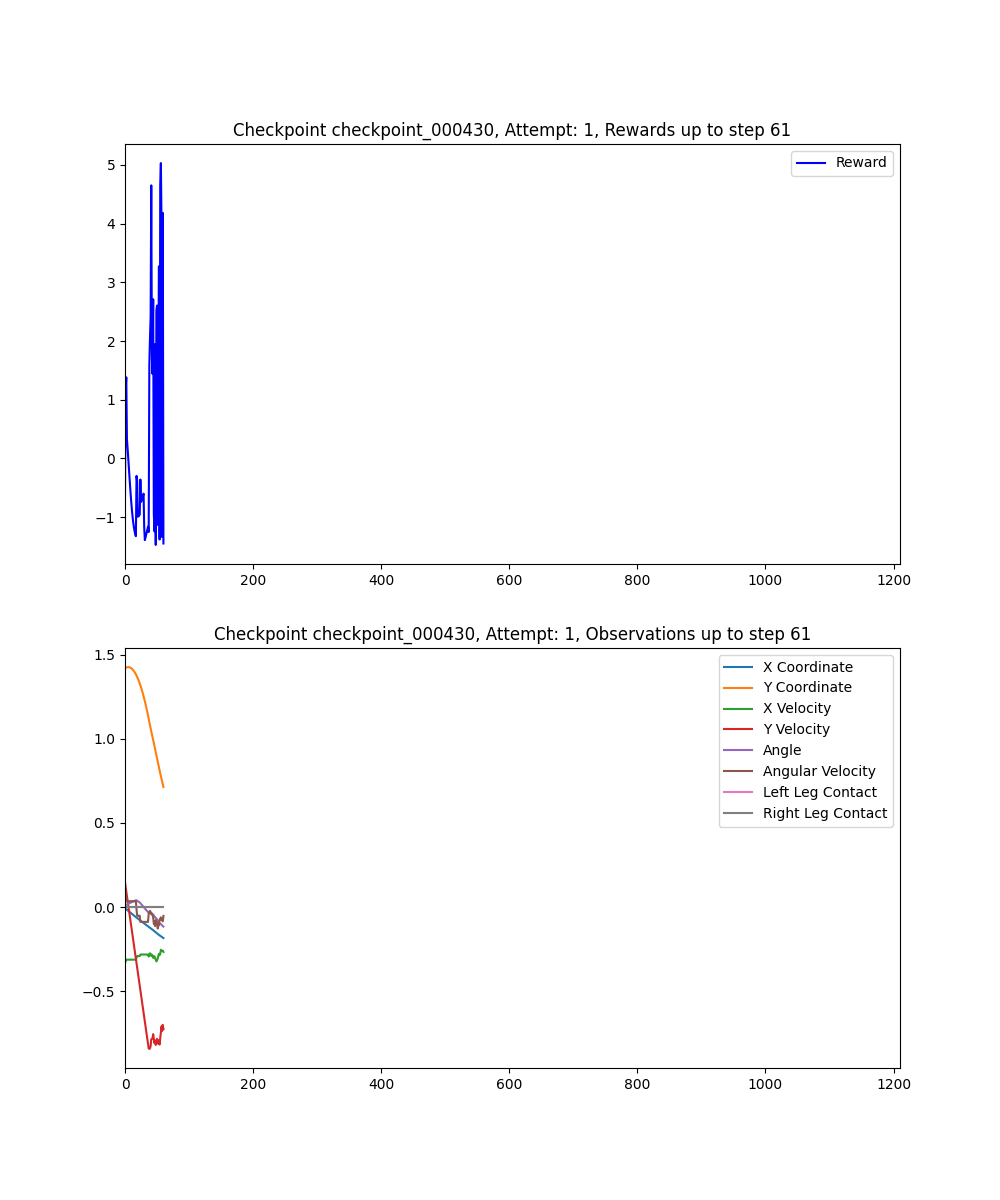 Checkpoint checkpoint_000430, Attempt: 1, Rewards up to step 61
Reward
5
4
3
2
1
0
−1
0 200 400 600 800 1000 1200
Checkpoint checkpoint_000430, Attempt: 1, Observations up to step 61
X Coordinate
Y Coordinate
X Velocity
Y Velocity
Angle
Angular Velocity
Left Leg Contact
Right Leg Contact
1.5
1.0
0.5
0.0
−0.5
0 200 400 600 800 1000 1200